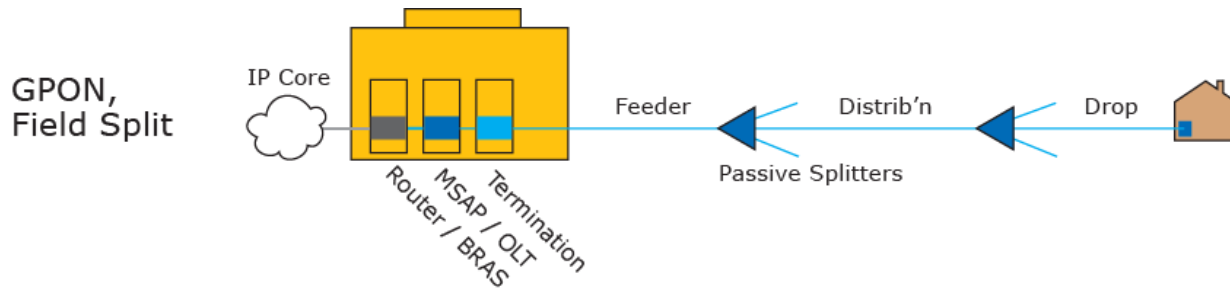 GPON,
Field Split
IP Core
Feeder
Distrib’n
Drop
Passive Splitters
Router / BRAS
MSAP / OLT
Termination